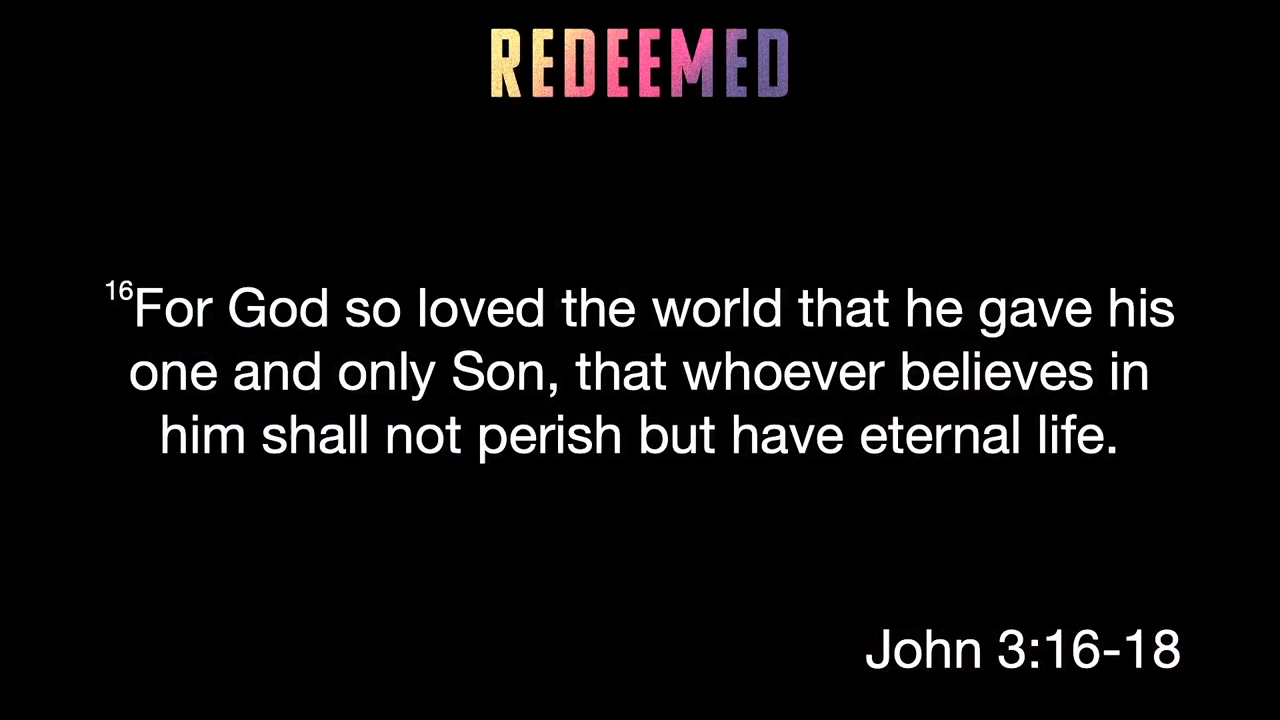 REDEEMED
16For God so loved the world that he gave his
one and only Son, that whoever believes in
him shall not perish but have eternal life.
John 3:16-18